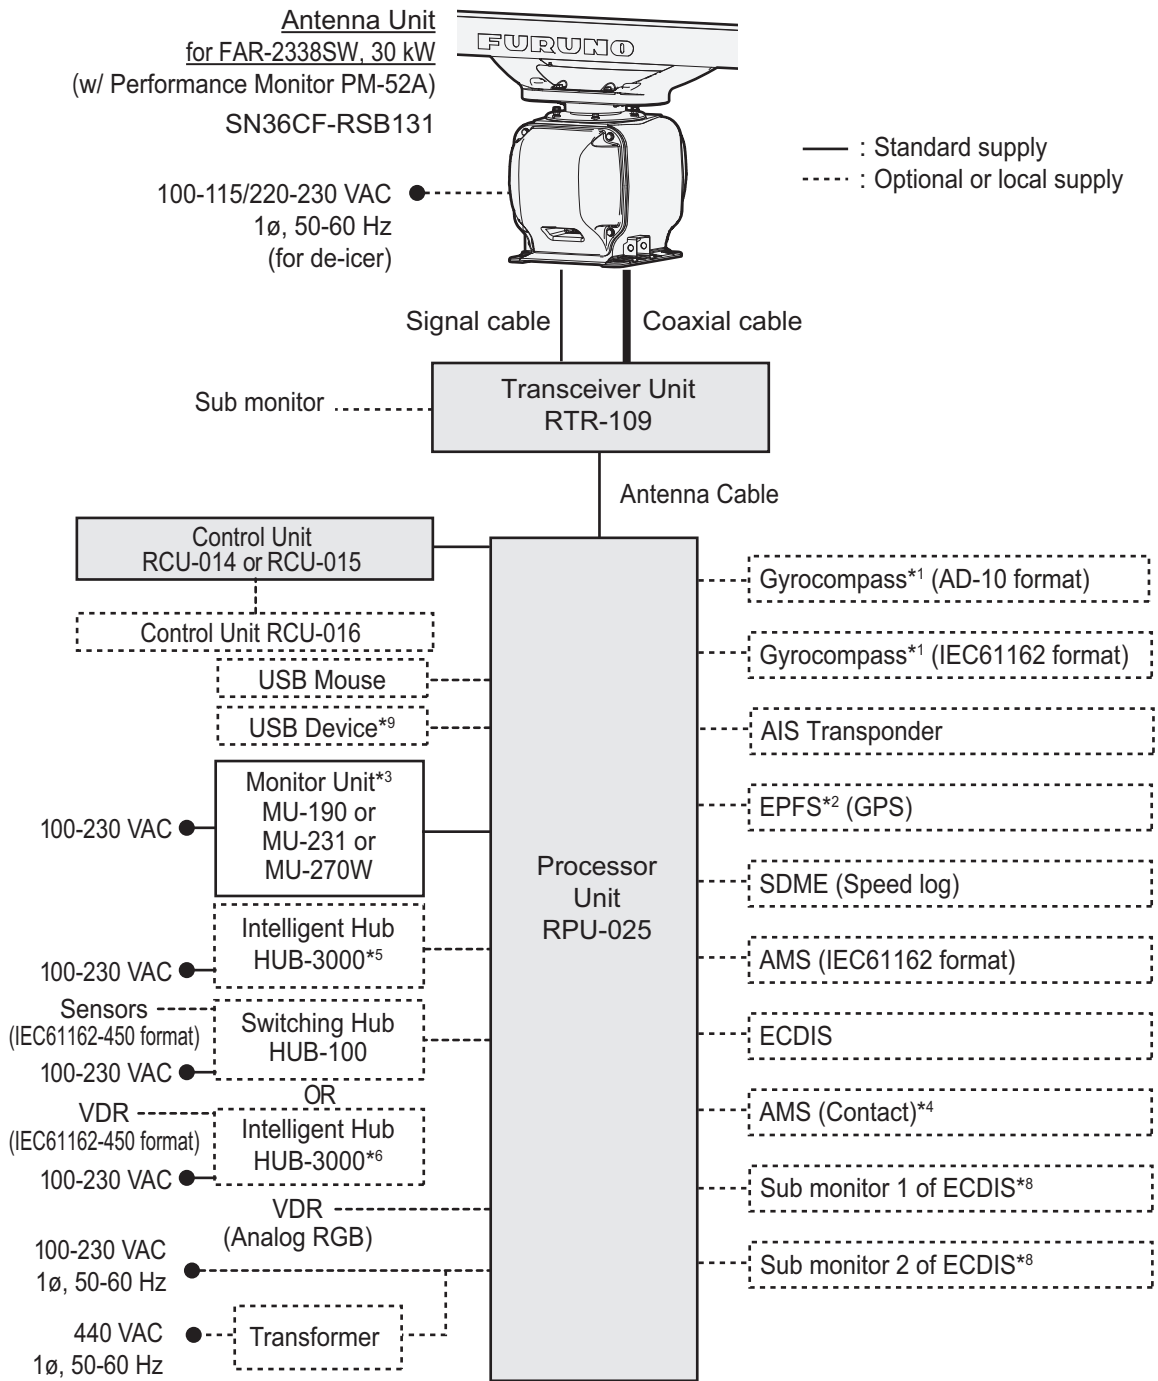 Antenna Unit
for FAR-2338SW, 30 kW
(w/ Performance Monitor PM-52A)
SN36CF-RSB131
FURUNO
100-115/220-230 VAC
1ø, 50-60 Hz
(for de-icer)
: Standard supply
: Optional or local supply
Signal cable
Coaxial cable
Transceiver Unit
RTR-109
Sub monitor
Antenna Cable
Control Unit
RCU-014 or RCU-015
Control Unit RCU-016
USB Mouse
USB Device*9
Monitor Unit*3
MU-190 or
MU-231 or
MU-270W
100-230 VAC
Intelligent Hub
HUB-3000*5
100-230 VAC
Sensors
(IEC61162-450 format)
Switching Hub
HUB-100
100-230 VAC
OR
VDR
(IEC61162-450 format)
Intelligent Hub
HUB-3000*6
100-230 VAC
VDR
(Analog RGB)
100-230 VAC
1ø, 50-60 Hz
440 VAC
1ø, 50-60 Hz
Transformer
Processor
Unit
RPU-025
Gyrocompass*1 (AD-10 format)
Gyrocompass*1 (IEC61162 format)
AIS Transponder
EPFS*2 (GPS)
SDME (Speed log)
AMS (IEC61162 format)
ECDIS
AMS (Contact)*4
Sub monitor 1 of ECDIS*8
Sub monitor 2 of ECDIS*8